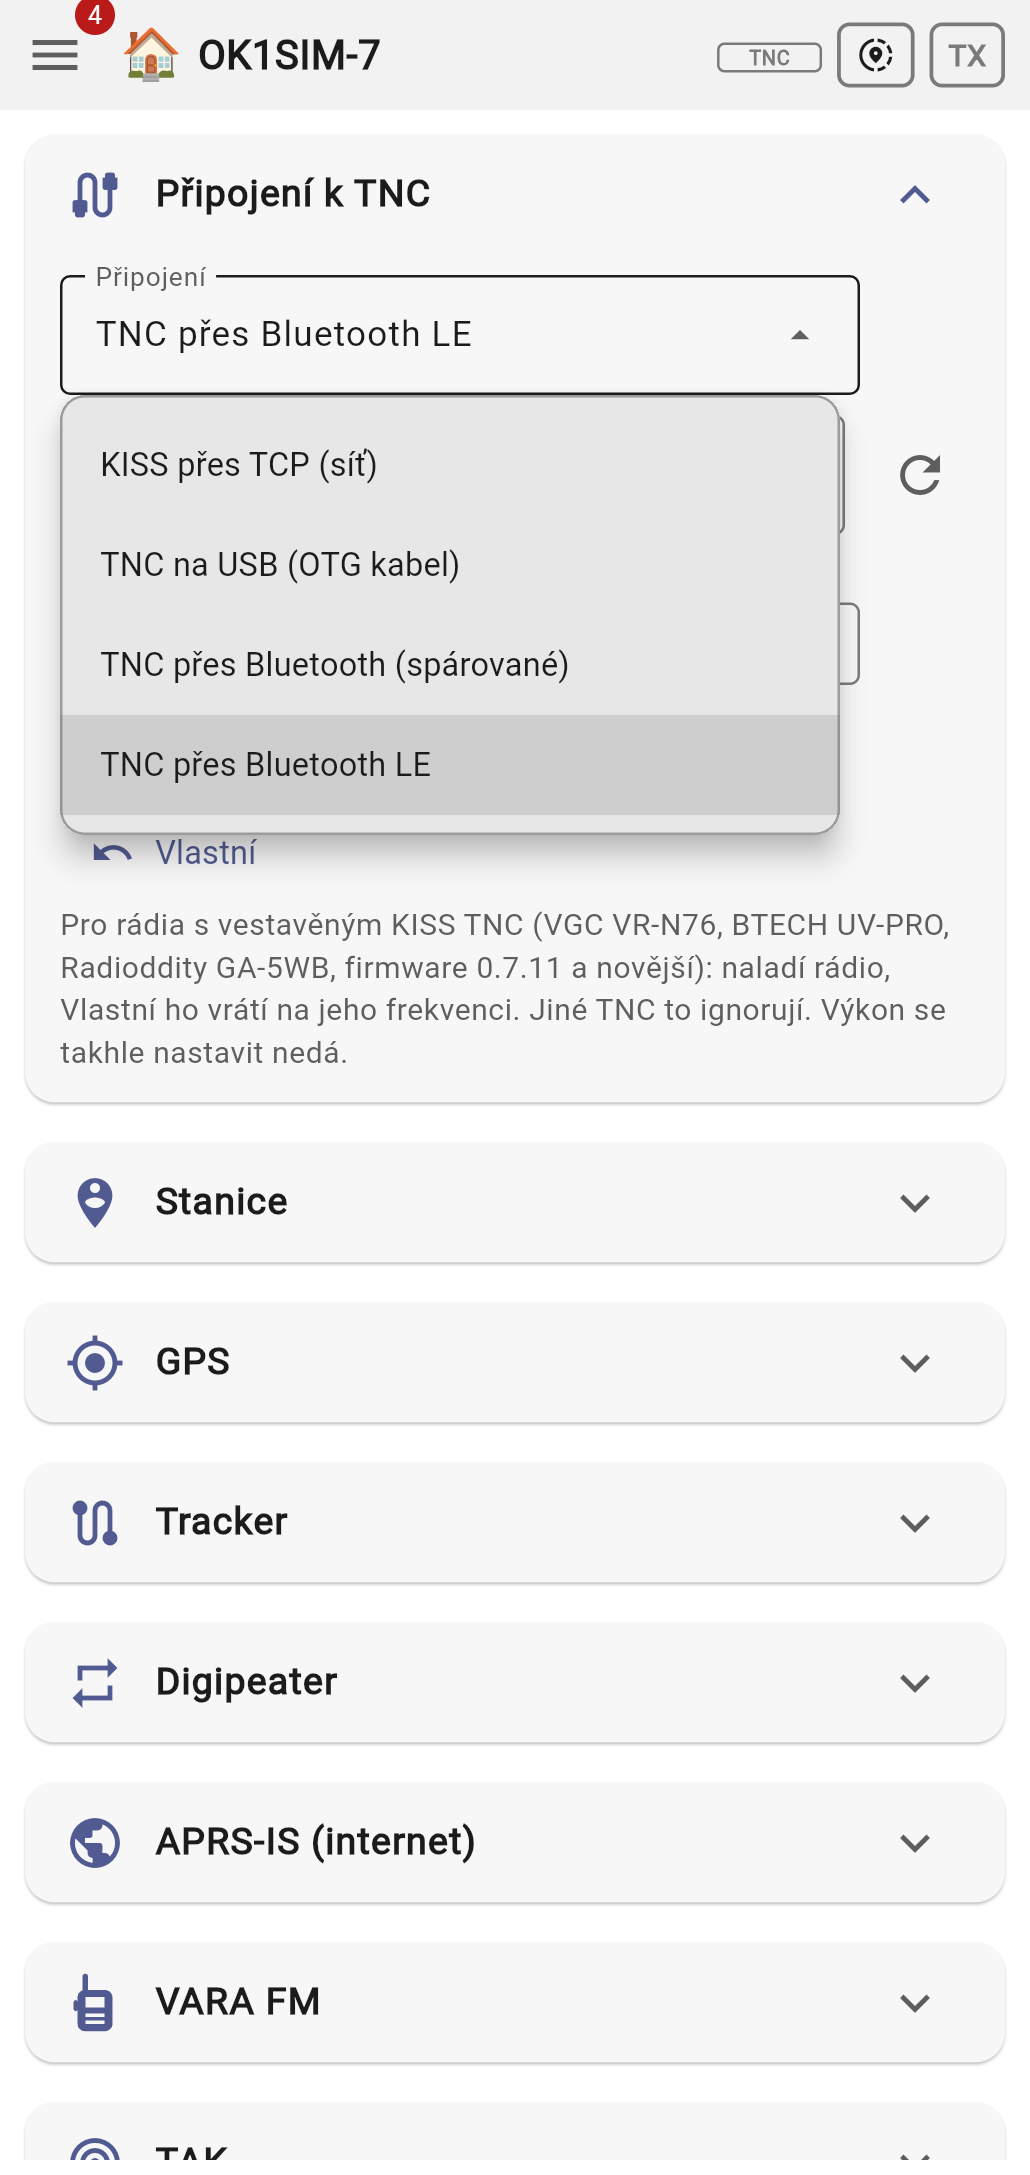 4
OK1SIM-7
TNC
TX
Připojení k TNC
Připojení
TNC přes Bluetooth LE
KISS přes TCP (síť)
TNC na USB (OTG kabel)
TNC přes Bluetooth (spárované)
TNC přes Bluetooth LE
Vlastní
Pro rádia s vestavěným KISS TNC (VGC VR-N76, BTECH UV-PRO,
Radioddity GA-5WB, firmware 0.7.11 a novější): naladí rádio,
Vlastní ho vrátí na jeho frekvenci. Jiné TNC to ignorují. Výkon se
takhle nastavit nedá.
Stanice
GPS
Tracker
Digipeater
APRS-IS (internet)
VARA FM
TAK